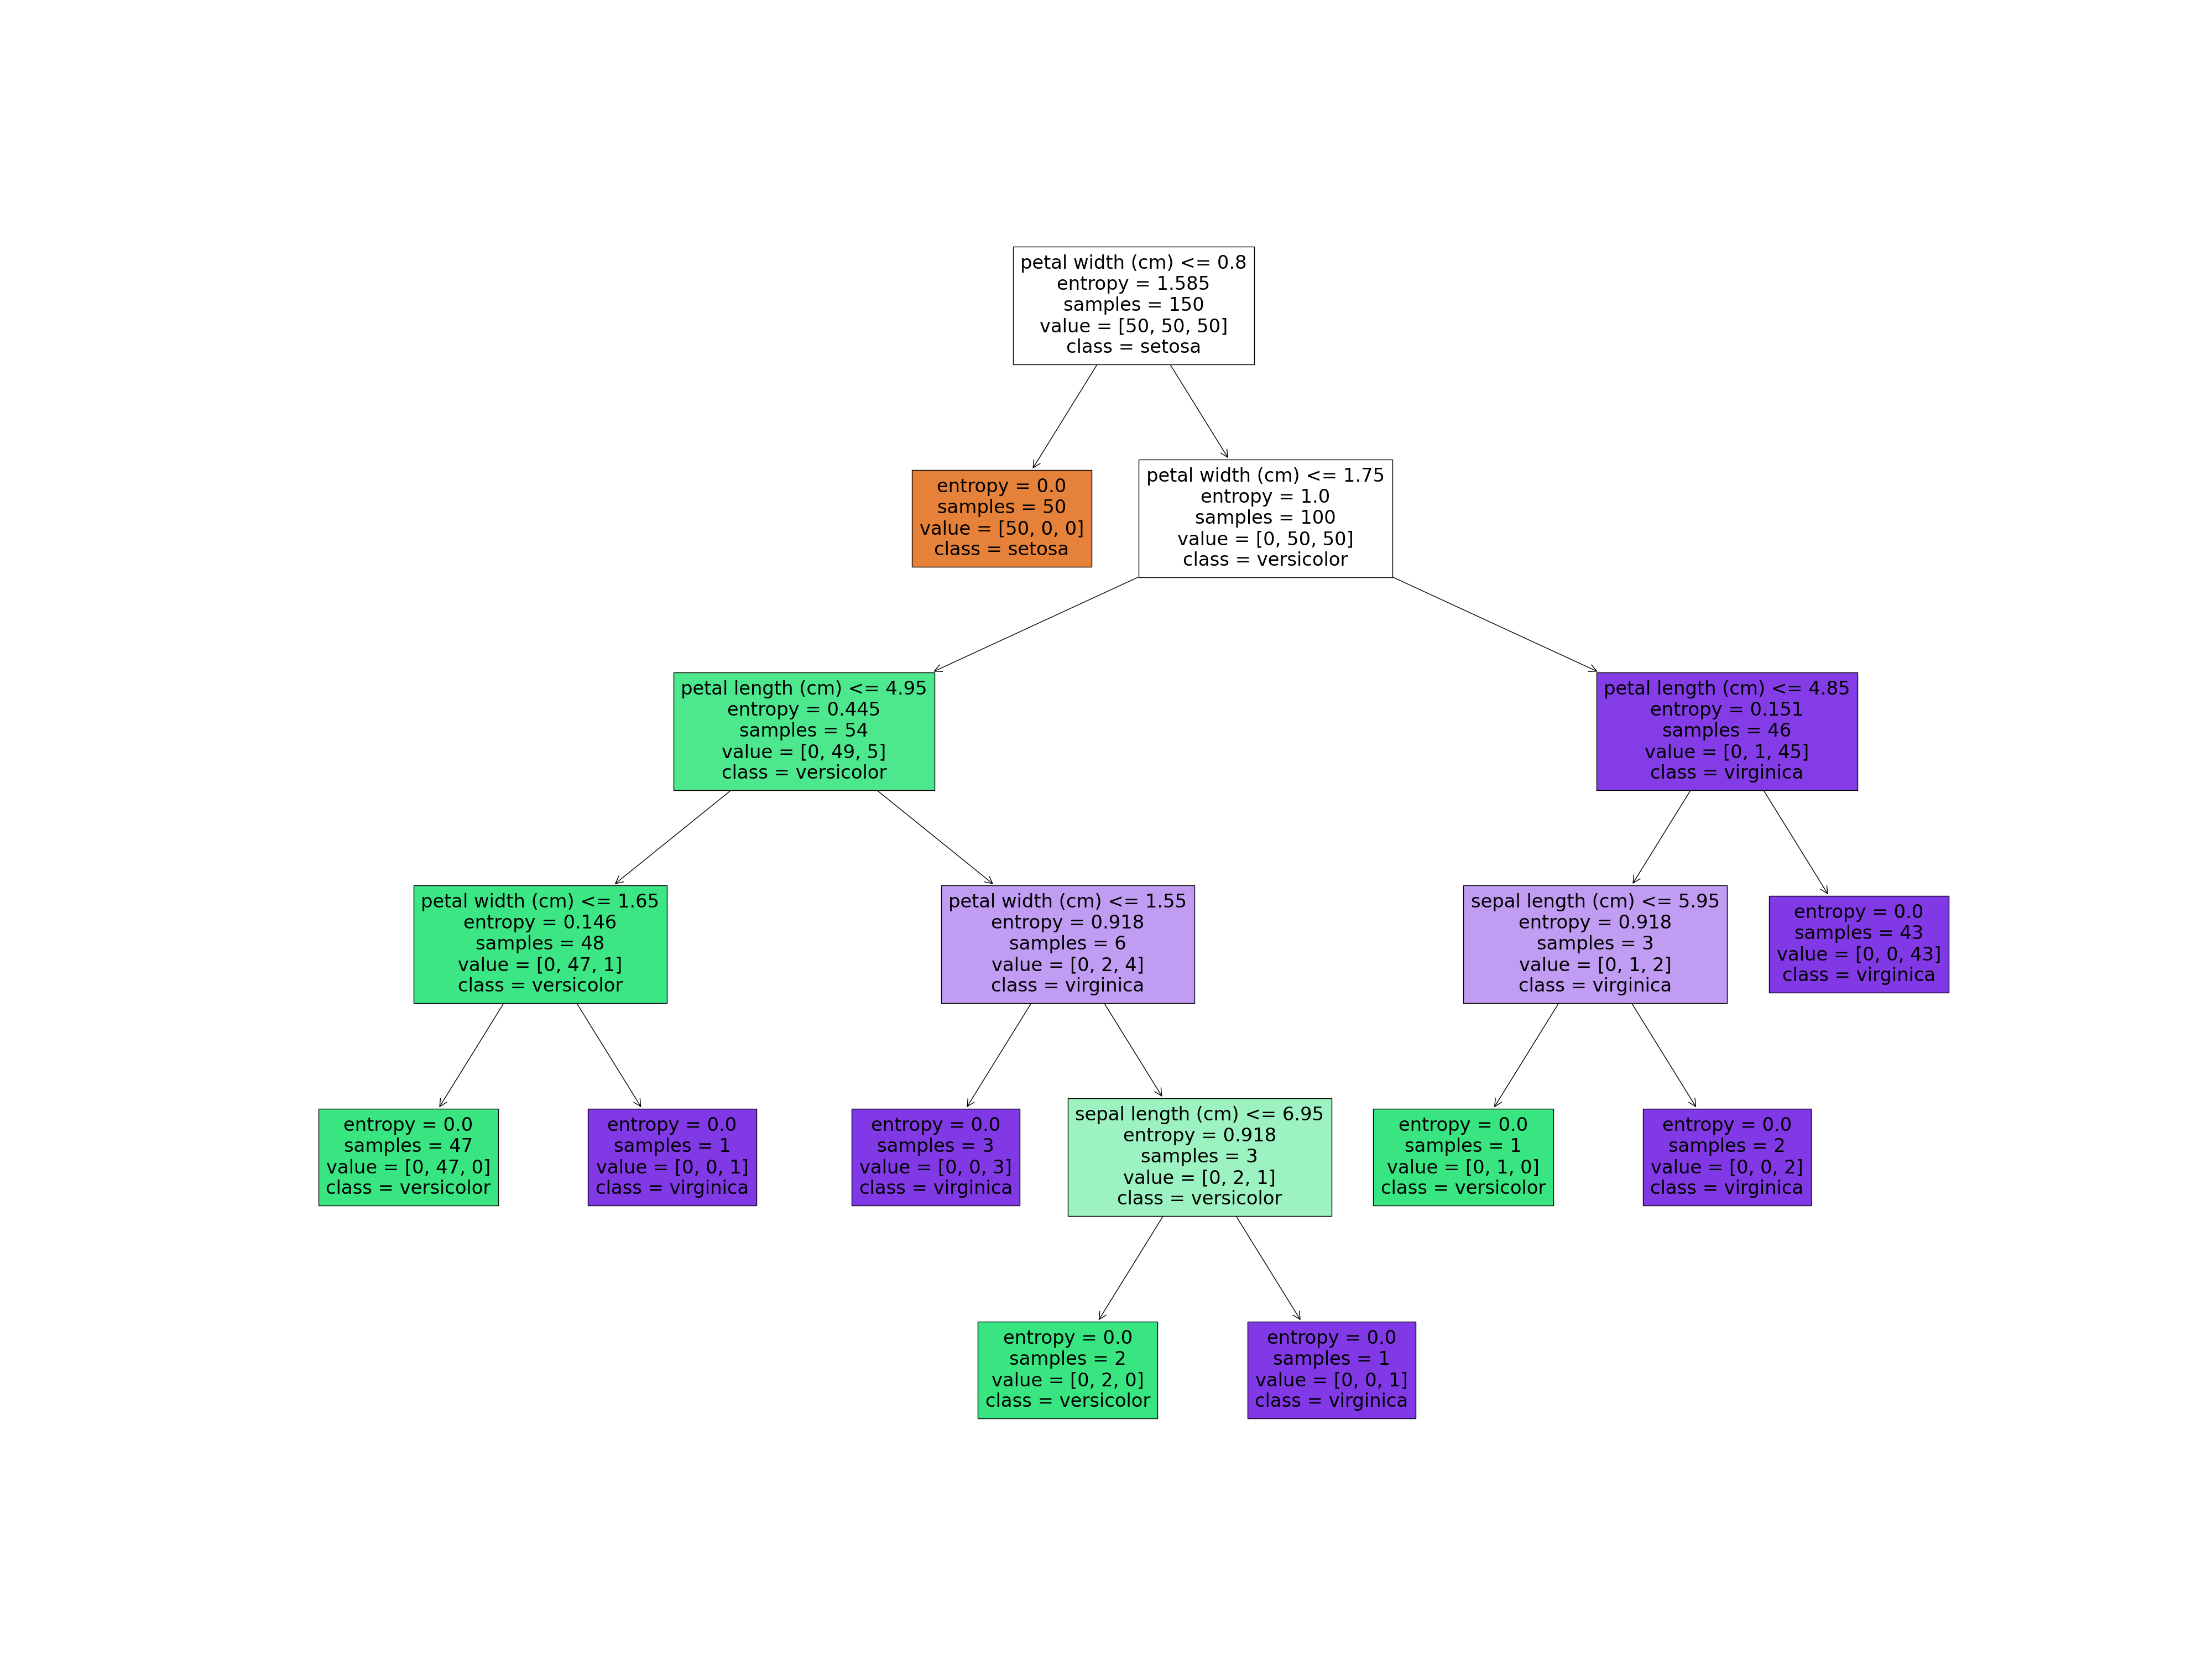 petal width (cm) <= 0.8
entropy = 1.585
samples = 150
value = [50, 50, 50]
class = setosa
entropy = 0.0
samples = 50
value = [50, 0, 0]
class = setosa
petal width (cm) <= 1.75
entropy = 1.0
samples = 100
value = [0, 50, 50]
class = versicolor
petal length (cm) <= 4.95
entropy = 0.445
samples = 54
value = [0, 49, 5]
class = versicolor
petal length (cm) <= 4.85
entropy = 0.151
samples = 46
value = [0, 1, 45]
class = virginica
petal width (cm) <= 1.65
entropy = 0.146
samples = 48
value = [0, 47, 1]
class = versicolor
petal width (cm) <= 1.55
entropy = 0.918
samples = 6
value = [0, 2, 4]
class = virginica
sepal length (cm) <= 5.95
entropy = 0.918
samples = 3
value = [0, 1, 2]
class = virginica
entropy = 0.0
samples = 43
value = [0, 0, 43]
class = virginica
entropy = 0.0
samples = 47
value = [0, 47, 0]
class = versicolor
entropy = 0.0
samples = 1
value = [0, 0, 1]
class = virginica
entropy = 0.0
samples = 3
value = [0, 0, 3]
class = virginica
sepal length (cm) <= 6.95
entropy = 0.918
samples = 3
value = [0, 2, 1]
class = versicolor
entropy = 0.0
samples = 1
value = [0, 1, 0]
class = versicolor
entropy = 0.0
samples = 2
value = [0, 0, 2]
class = virginica
entropy = 0.0
samples = 2
value = [0, 2, 0]
class = versicolor
entropy = 0.0
samples = 1
value = [0, 0, 1]
class = virginica